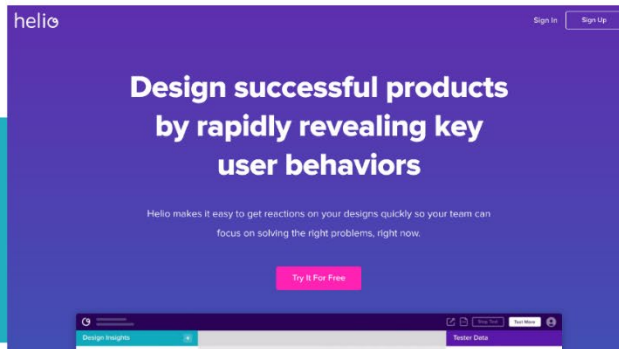 helio
Sign In
Sign Up
Design successful products
by rapidly revealing key
user behaviors
Helio makes it easy to get reactions on your designs quickly so your team can
focus on solving the right problems, right now.
Try It For Free
Stop Test
Test More
Design Insights
Tester Data